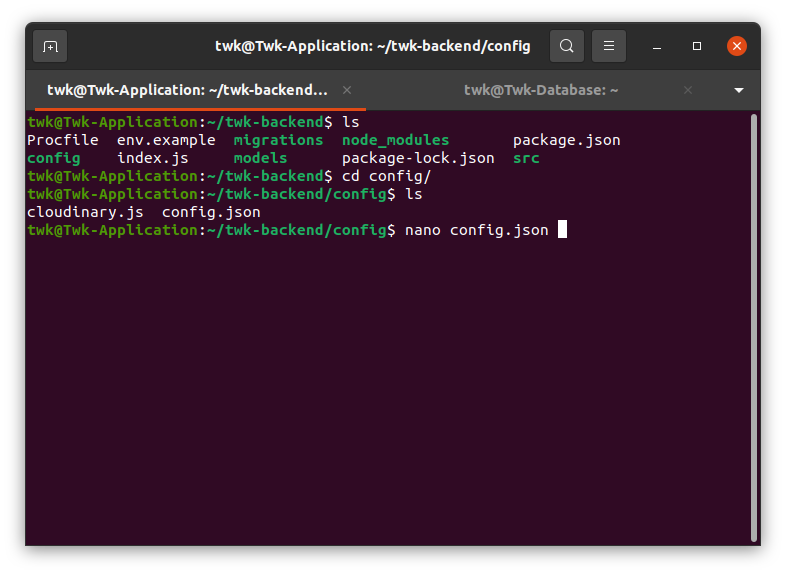 twk@Twk-Application: ~/twk-backend/config
twk@Twk-Application: ~/twk-backend… × twk@Twk-Database: ~ ×
twk@Twk-Application:~/twk-backend$ ls
Procfile  env.example  migrations  node_modules       package.json
config    index.js     models      package-lock.json  src
twk@Twk-Application:~/twk-backend$ cd config/
twk@Twk-Application:~/twk-backend/config$ ls
cloudinary.js  config.json
twk@Twk-Application:~/twk-backend/config$ nano config.json